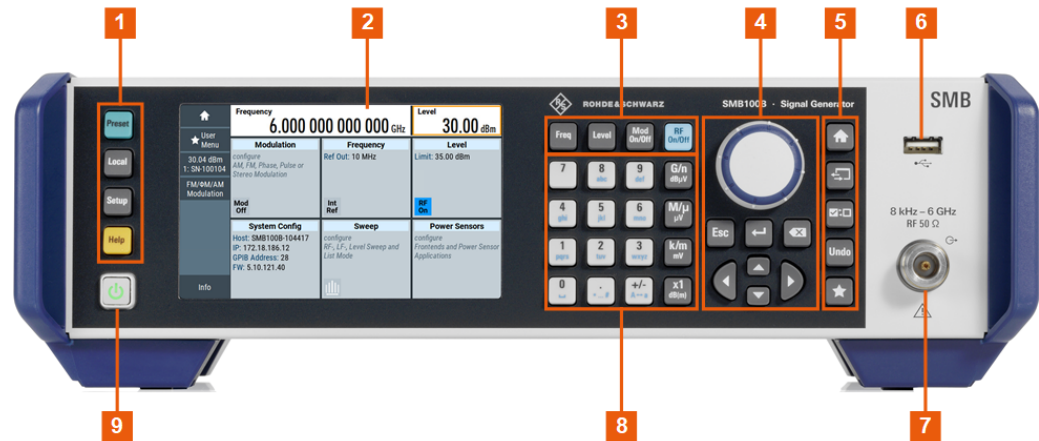 1
2
3
4
5
6
ROHDE&SCHWARZ
SMB100B · Signal Generator
SMB
Preset
Local
Setup
Help
User
Menu
30.04 dBm
1: SN-100104
FM/ΦM/AM
Modulation
Info
Frequency
6.000 000 000 000 GHz
Level
30.00 dBm
Modulation
configure
AM, FM, Phase, Pulse or
Stereo Modulation
Mod
Off
Frequency
Ref Out: 10 MHz
Int
Ref
Level
Limit: 35.00 dBm
RF
On
System Config
Host: SMB100B-104417
IP: 172.18.186.12
GPIB Address: 28
FW: 5.10.121.40
Sweep
configure
RF-, LF-, Level Sweep and
List Mode
Power Sensors
configure
Frontends and Power Sensor
Applications
Freq
Level
Mod
On/Off
RF
On/Off
7
8
abc
9
def
G/n
dBµV
4
ghi
5
jkl
6
mno
M/µ
µV
1
pqrs
2
tuv
3
wxyz
k/m
mV
0
.
+/-
x1
dB(m)
Esc
Undo
8 kHz – 6 GHz
RF 50 Ω
9
8
7